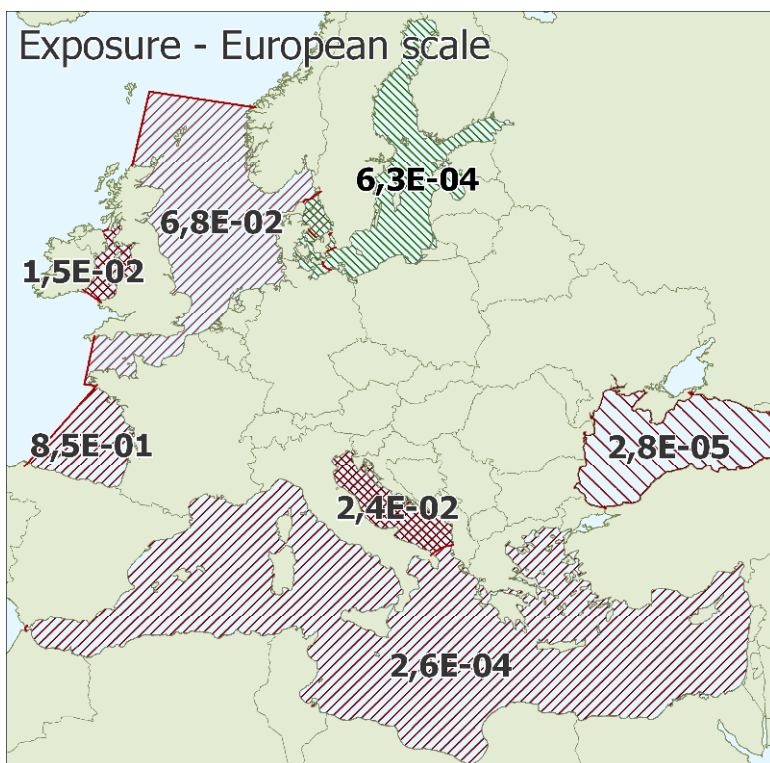 Exposure - European scale
6,3E-04
6,8E-02
1,5E-02
8,5E-01
2,8E-05
2,4E-02
2,6E-04